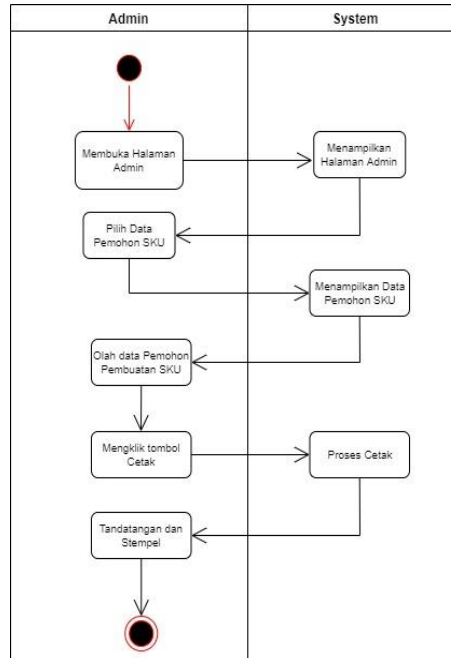 Admin
System
Membuka Halaman
Admin
Menampilkan
Halaman Admin
Pilih Data
Pemohon SKU
Menampilkan Data
Pemohon SKU
Olah data Pemohon
Pembuatan SKU
Mengklik tombol
Cetak
Proses Cetak
Tandatangan dan
Stempel